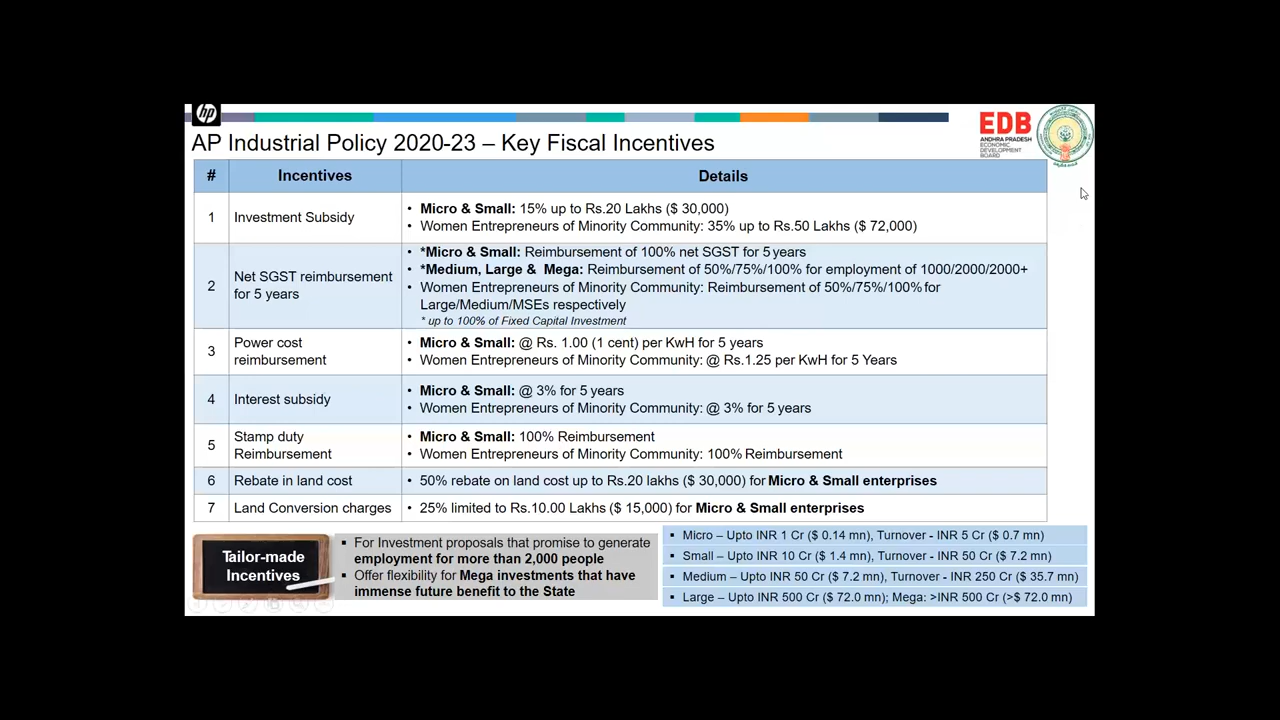 hp
EDB
ANDHRA PRADESH
ECONOMIC
DEVELOPMENT
BOARD
AP Industrial Policy 2020-23 – Key Fiscal Incentives
# Incentives Details
1 Investment Subsidy
• Micro & Small: 15% up to Rs.20 Lakhs ($ 30,000)
• Women Entrepreneurs of Minority Community: 35% up to Rs.50 Lakhs ($ 72,000)
2 Net SGST reimbursement
for 5 years
• *Micro & Small: Reimbursement of 100% net SGST for 5 years
• *Medium, Large & Mega: Reimbursement of 50%/75%/100% for employment of 1000/2000/2000+
• Women Entrepreneurs of Minority Community: Reimbursement of 50%/75%/100% for
Large/Medium/MSEs respectively
* up to 100% of Fixed Capital Investment
3 Power cost
reimbursement
• Micro & Small: @ Rs. 1.00 (1 cent) per KwH for 5 years
• Women Entrepreneurs of Minority Community: @ Rs.1.25 per KwH for 5 Years
4 Interest subsidy
• Micro & Small: @ 3% for 5 years
• Women Entrepreneurs of Minority Community: @ 3% for 5 years
5 Stamp duty
Reimbursement
• Micro & Small: 100% Reimbursement
• Women Entrepreneurs of Minority Community: 100% Reimbursement
6 Rebate in land cost • 50% rebate on land cost up to Rs.20 lakhs ($ 30,000) for Micro & Small enterprises
7 Land Conversion charges • 25% limited to Rs.10.00 Lakhs ($ 15,000) for Micro & Small enterprises
Tailor-made
Incentives
▪ For Investment proposals that promise to generate
employment for more than 2,000 people
▪ Offer flexibility for Mega investments that have
immense future benefit to the State
▪ Micro – Upto INR 1 Cr ($ 0.14 mn), Turnover - INR 5 Cr ($ 0.7 mn)
▪ Small – Upto INR 10 Cr ($ 1.4 mn), Turnover - INR 50 Cr ($ 7.2 mn)
▪ Medium – Upto INR 50 Cr ($ 7.2 mn), Turnover - INR 250 Cr ($ 35.7 mn)
▪ Large – Upto INR 500 Cr ($ 72.0 mn); Mega: >INR 500 Cr (>$ 72.0 mn)